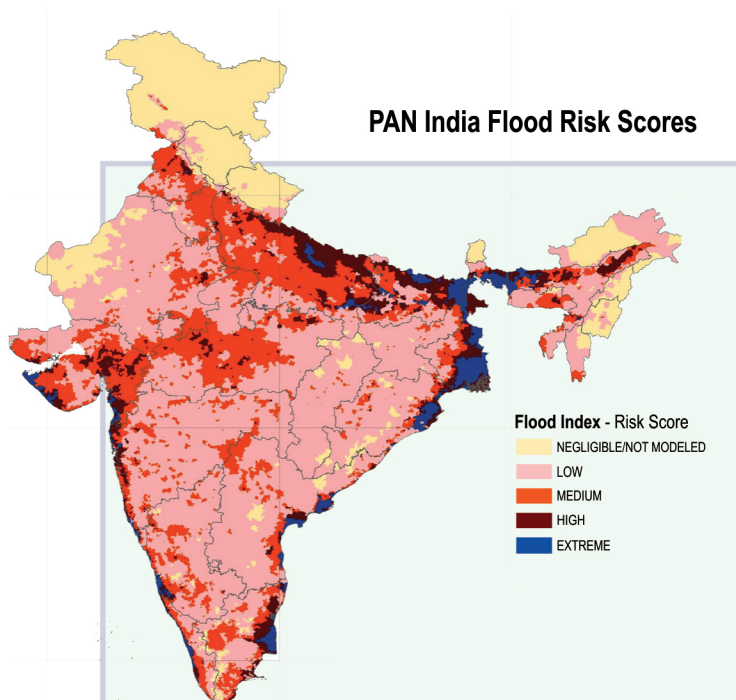 PAN India Flood Risk Scores
Flood Index - Risk Score
NEGLIGIBLE/NOT MODELED
LOW
MEDIUM
HIGH
EXTREME